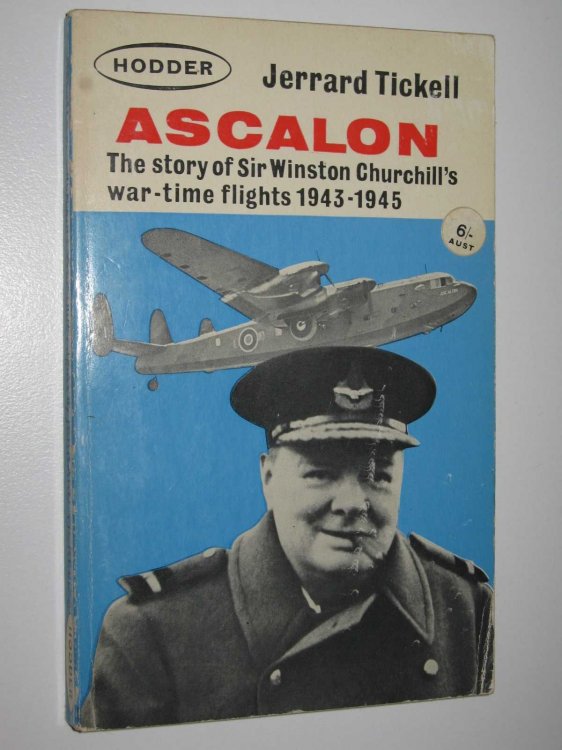 HODDER
Jerrard Tickell
ASCALON
The story of Sir Winston Churchill's
war-time flights 1943-1945
6/-
AUST